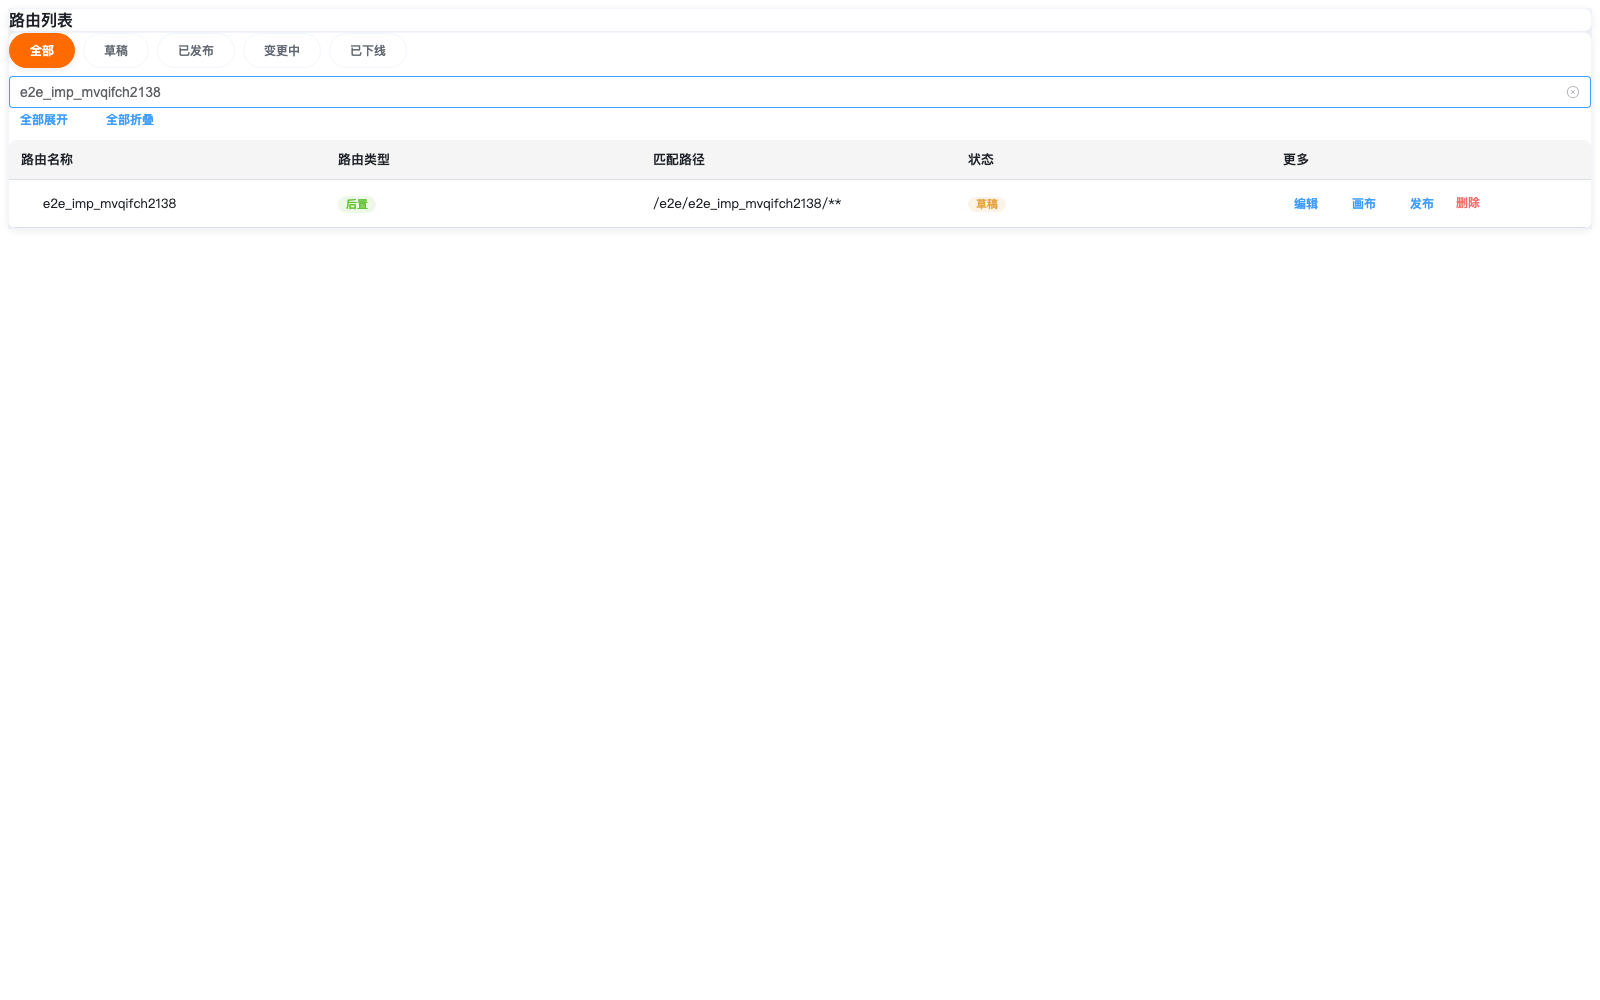 路由列表
全部 草稿 已发布 变更中 已下线
e2e_imp_mvqifch2138
全部展开 全部折叠
路由名称 路由类型 匹配路径 状态 更多
e2e_imp_mvqifch2138 后置 /e2e/e2e_imp_mvqifch2138/** 草稿 编辑 画布 发布 删除